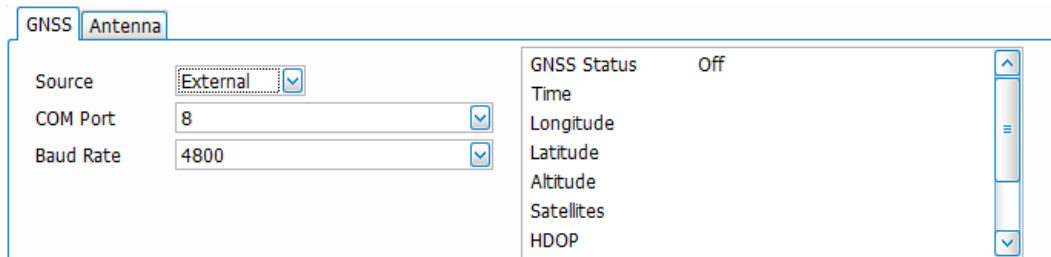 GNSS Antenna
Source External
COM Port 8
Baud Rate 4800
GNSS Status Off
Time
Longitude
Latitude
Altitude
Satellites
HDOP